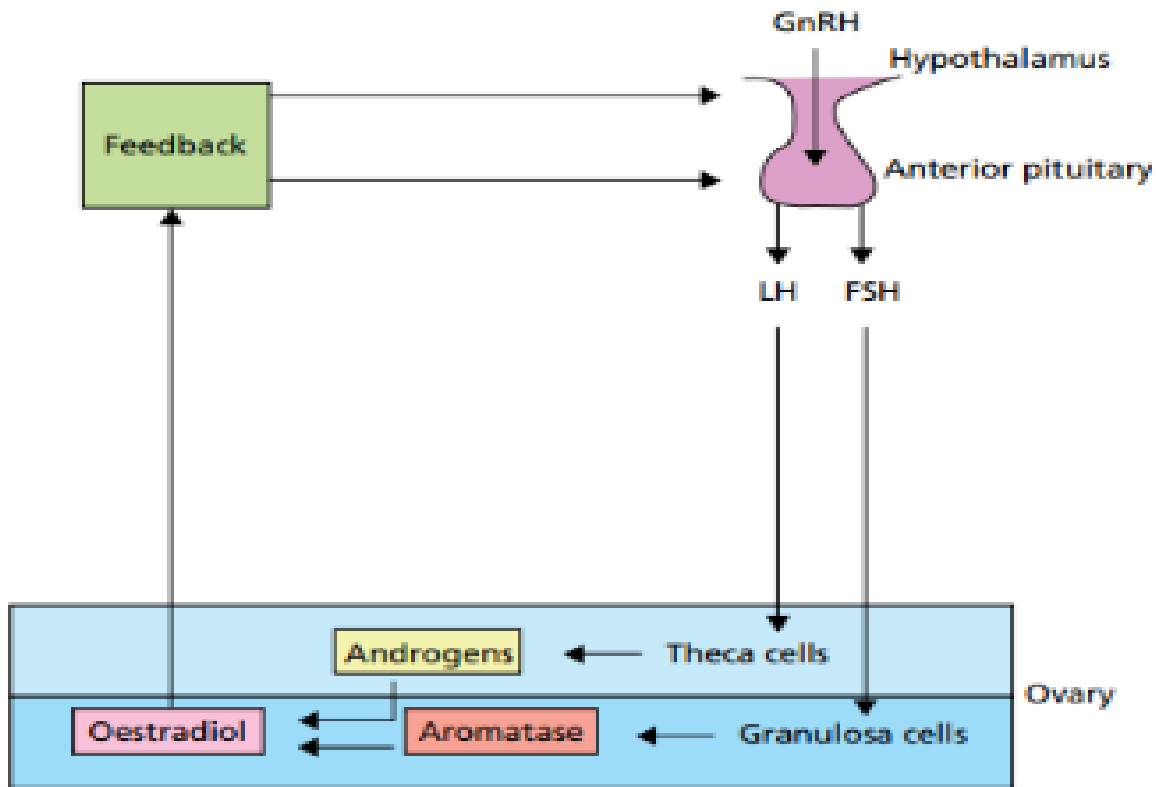 GnRH
Hypothalamus
Feedback
Anterior pituitary
LH FSH
Androgens Theca cells
Ovary
Oestradiol Aromatase Granulosa cells